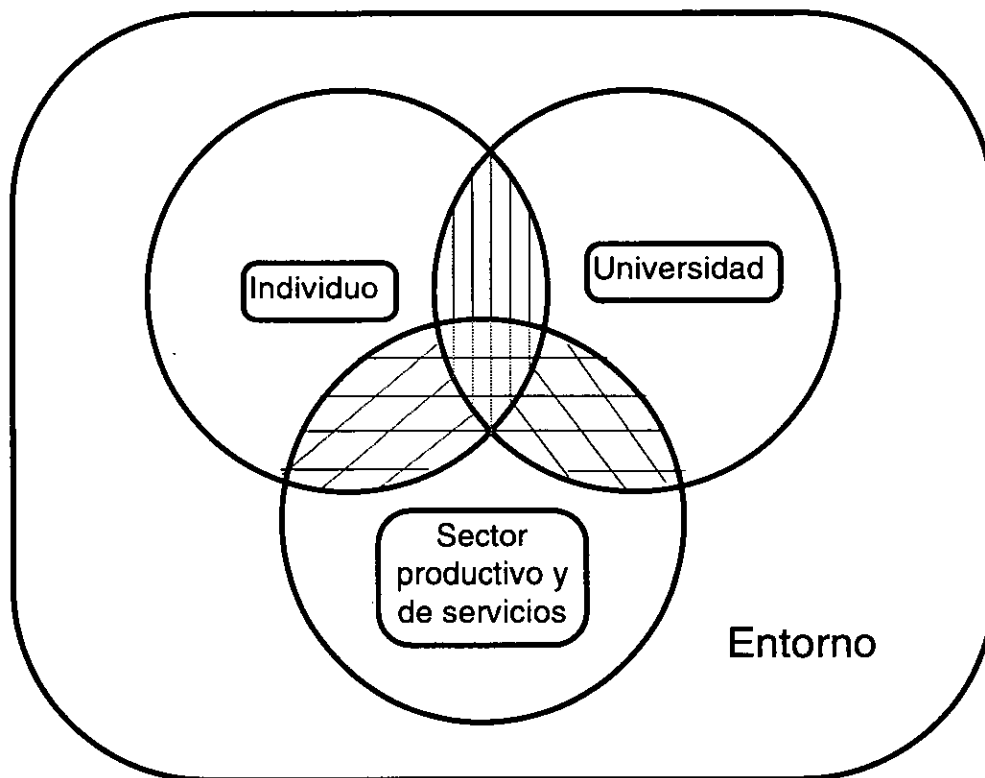 Individuo
Universidad
Sector
productivo y
de servicios
Entorno